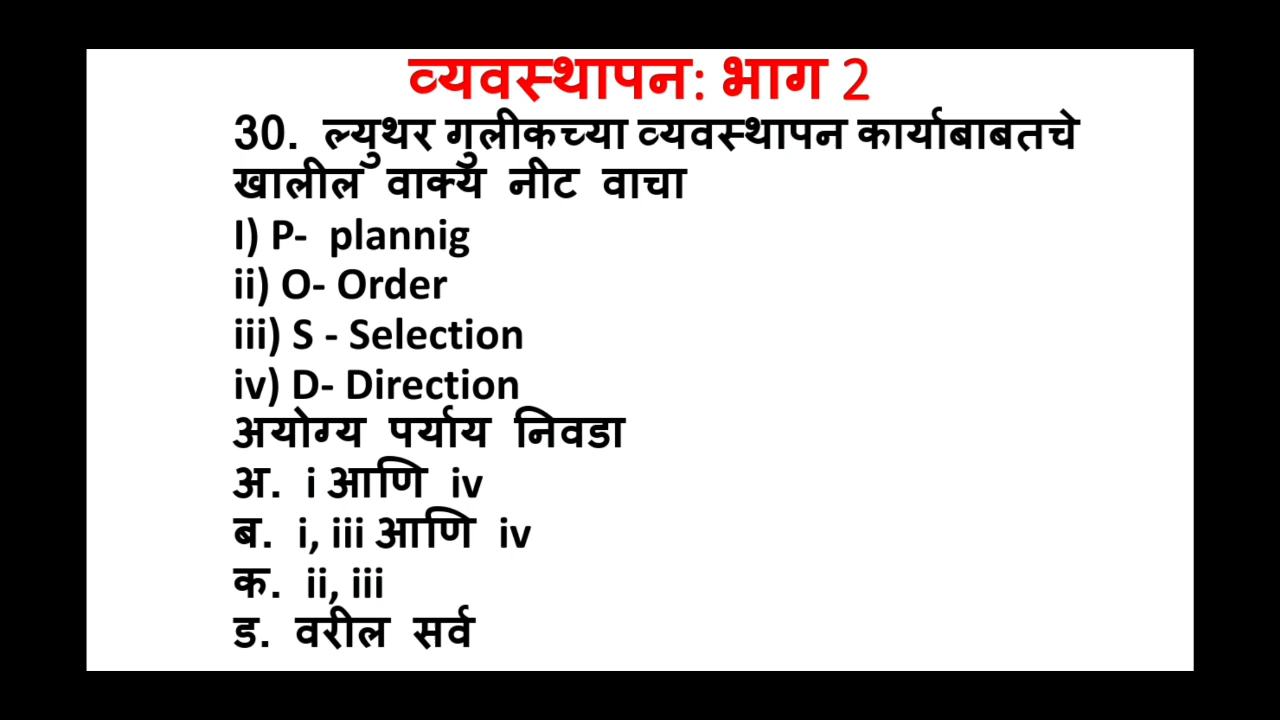 व्यवस्थापन: भाग 2
30. ल्युथर गुलीकच्या व्यवस्थापन कार्याबाबतचे
खालील वाक्य नीट वाचा
I) P- plannig
ii) O- Order
iii) S - Selection
iv) D- Direction
अयोग्य पर्याय निवडा
अ. i आणि iv
ब. i, iii आणि iv
क. ii, iii
ड. वरील सर्व